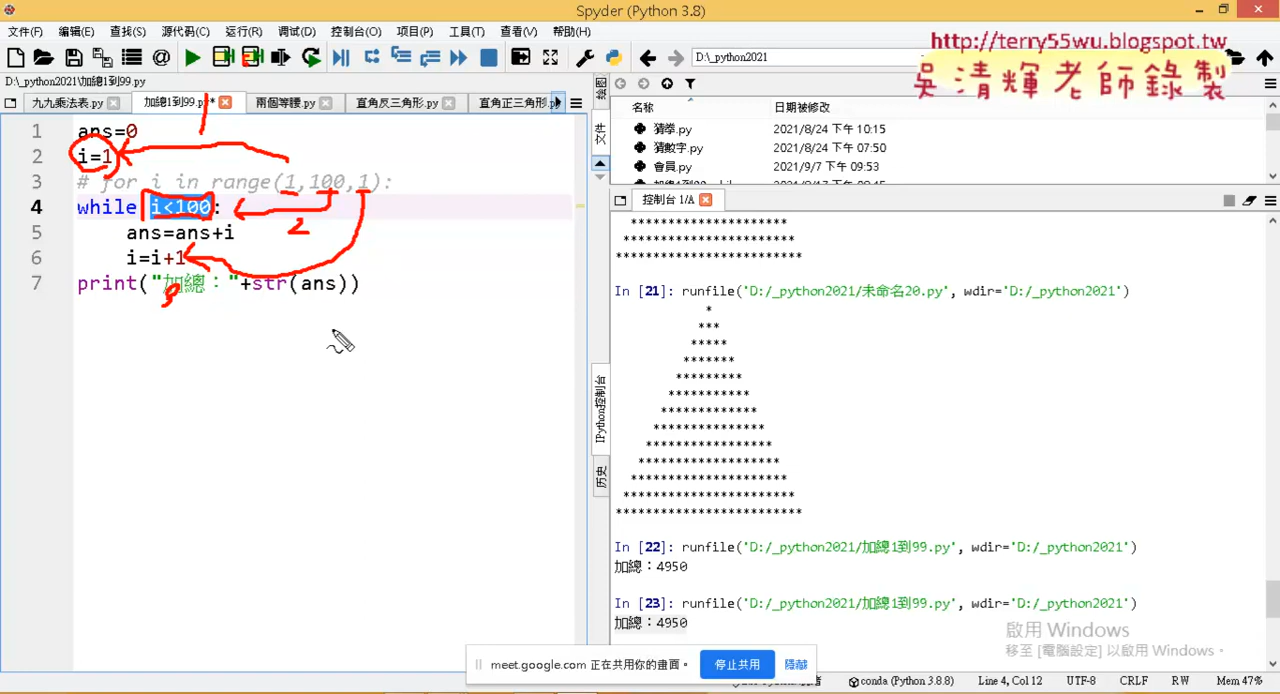 Spyder (Python 3.8)
文件(F) 编辑(E) 查找(S) 源代码(C) 运行(R) 调试(D) 控制台(O) 项目(P) 工具(T) 查看(V) 帮助(H)
D:\_python2021
http://terry55wu.blogspot.tw
吳清輝老師錄製
D:\_python2021\加總1到99.py
九九乘法表.py 加總1到99.py* 兩個等腰.py 直角反三角形.py 直角正三角形.p
名称 日期被修改
猜拳.py 2021/8/24 下午 10:15
猜數字.py 2021/8/24 下午 07:50
會員.py 2021/9/7 下午 09:53
1 ans=0
2 i=1
3 # for i in range(1,100,1):
4 while i<100:
5 ans=ans+i
6 i=i+1
7 print("加總："+str(ans))
1
2
绘图
文件
控制台 1/A
***********************
***********************
*************************
In [21]: runfile('D:/_python2021/未命名20.py', wdir='D:/_python2021')
*
***
*****
*******
*********
***********
*************
***************
*****************
*******************
*********************
***********************
*************************
IPython控制台
历史
In [22]: runfile('D:/_python2021/加總1到99.py', wdir='D:/_python2021')
加總：4950
In [23]: runfile('D:/_python2021/加總1到99.py', wdir='D:/_python2021')
加總：4950
啟用 Windows
移至 [電腦設定] 以啟用 Windows。
meet.google.com 正在共用你的畫面。 停止共用 隱藏
conda (Python 3.8.8) Line 4, Col 12 UTF-8 CRLF RW Mem 47%